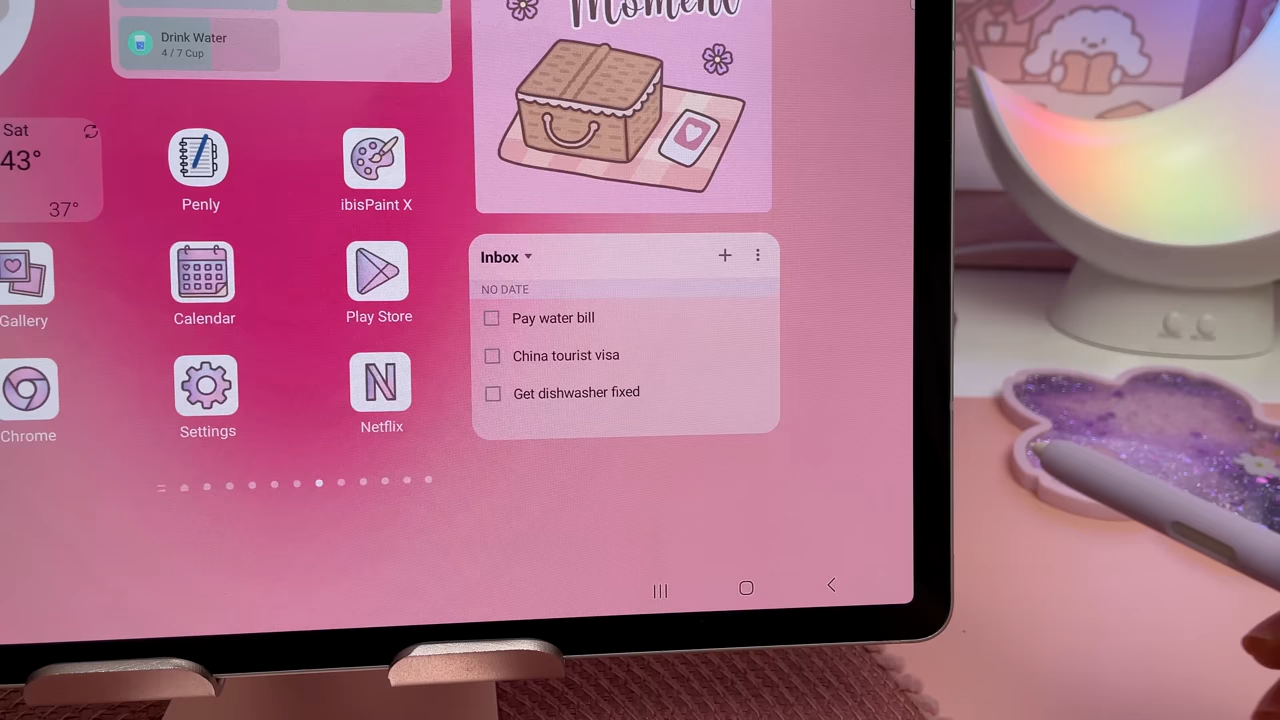 Moment
Drink Water
4 / 7 Cup
Sat
43°
37°
Penly
ibisPaint X
Gallery
Calendar
Play Store
Chrome
Settings
Netflix
Inbox
NO DATE
Pay water bill
China tourist visa
Get dishwasher fixed